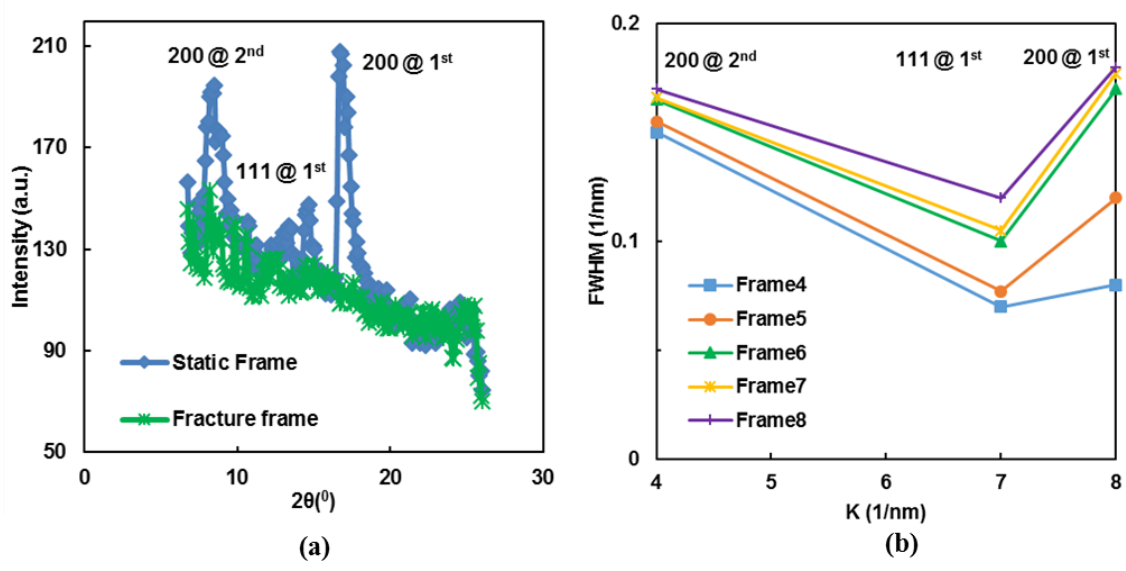 210
170
130
90
50
Intensity (a.u.)
200 @ 2nd
200 @ 1st
111 @ 1st
Static Frame
Fracture frame
0
10
20
30
2θ(⁰)
(a)
0.2
0.1
0
FWHM (1/nm)
200 @ 2nd
111 @ 1st
200 @ 1st
Frame4
Frame5
Frame6
Frame7
Frame8
4
5
6
7
8
K (1/nm)
(b)